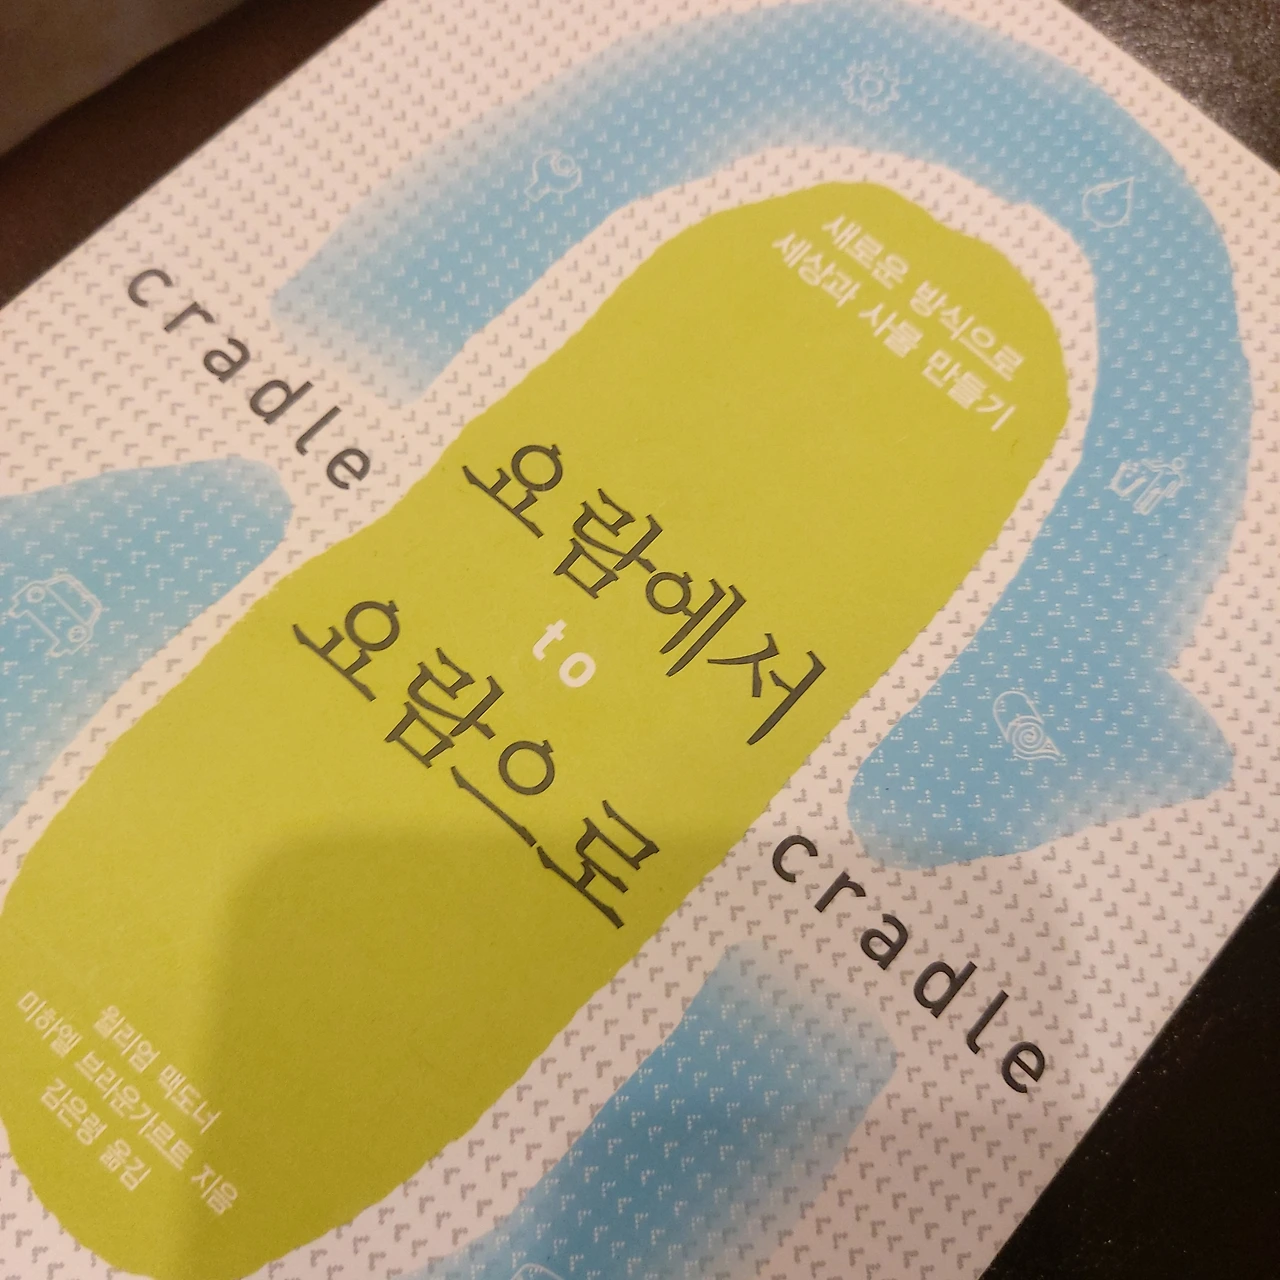 새로운 방식으로
세상과 사물 만들기
cradle
요람에서
to
요람으로
cradle
윌리엄 맥도너
미하엘 브라운가르트 지음
김은령 옮김